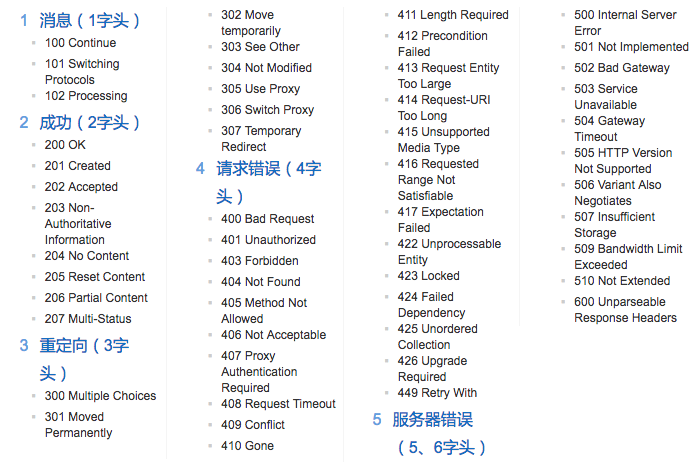 1 消息（1字头）
100 Continue
101 Switching
Protocols
102 Processing
2 成功（2字头）
200 OK
201 Created
202 Accepted
203 Non-
Authoritative
Information
204 No Content
205 Reset Content
206 Partial Content
207 Multi-Status
3 重定向（3字
头）
300 Multiple Choices
301 Moved
Permanently
302 Move
temporarily
303 See Other
304 Not Modified
305 Use Proxy
306 Switch Proxy
307 Temporary
Redirect
4 请求错误（4字
头）
400 Bad Request
401 Unauthorized
403 Forbidden
404 Not Found
405 Method Not
Allowed
406 Not Acceptable
407 Proxy
Authentication
Required
408 Request Timeout
409 Conflict
410 Gone
411 Length Required
412 Precondition
Failed
413 Request Entity
Too Large
414 Request-URI
Too Long
415 Unsupported
Media Type
416 Requested
Range Not
Satisfiable
417 Expectation
Failed
422 Unprocessable
Entity
423 Locked
424 Failed
Dependency
425 Unordered
Collection
426 Upgrade
Required
449 Retry With
5 服务器错误
（5、6字头）
500 Internal Server
Error
501 Not Implemented
502 Bad Gateway
503 Service
Unavailable
504 Gateway
Timeout
505 HTTP Version
Not Supported
506 Variant Also
Negotiates
507 Insufficient
Storage
509 Bandwidth Limit
Exceeded
510 Not Extended
600 Unparseable
Response Headers